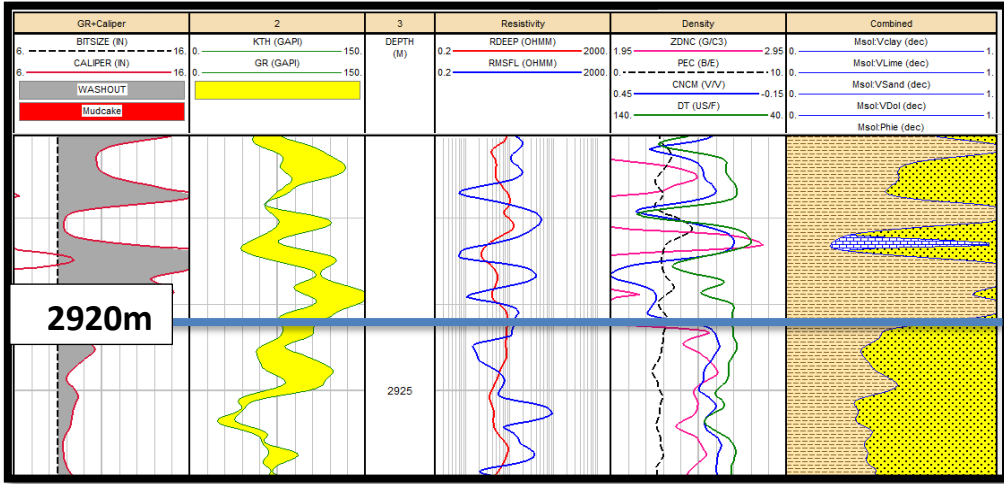 GR+Caliper
BITSIZE (IN)
6. 16.
CALIPER (IN)
6. 16.
WASHOUT
Mudcake
2
KTH (GAPI)
0. 150.
GR (GAPI)
0. 150.
3
DEPTH
(M)
Resistivity
RDEEP (OHMM)
0.2 2000.
RMSFL (OHMM)
0.2 2000.
Density
ZDNC (G/C3)
1.95 2.95
PEC (B/E)
0. 10.
CNCM (V/V)
0.45 -0.15
DT (US/F)
140. 40.
Combined
Msol:Vclay (dec)
0. 1.
Msol:VLime (dec)
0. 1.
Msol:VSand (dec)
0. 1.
Msol:VDol (dec)
0. 1.
Msol:Phie (dec)
2920m
2925